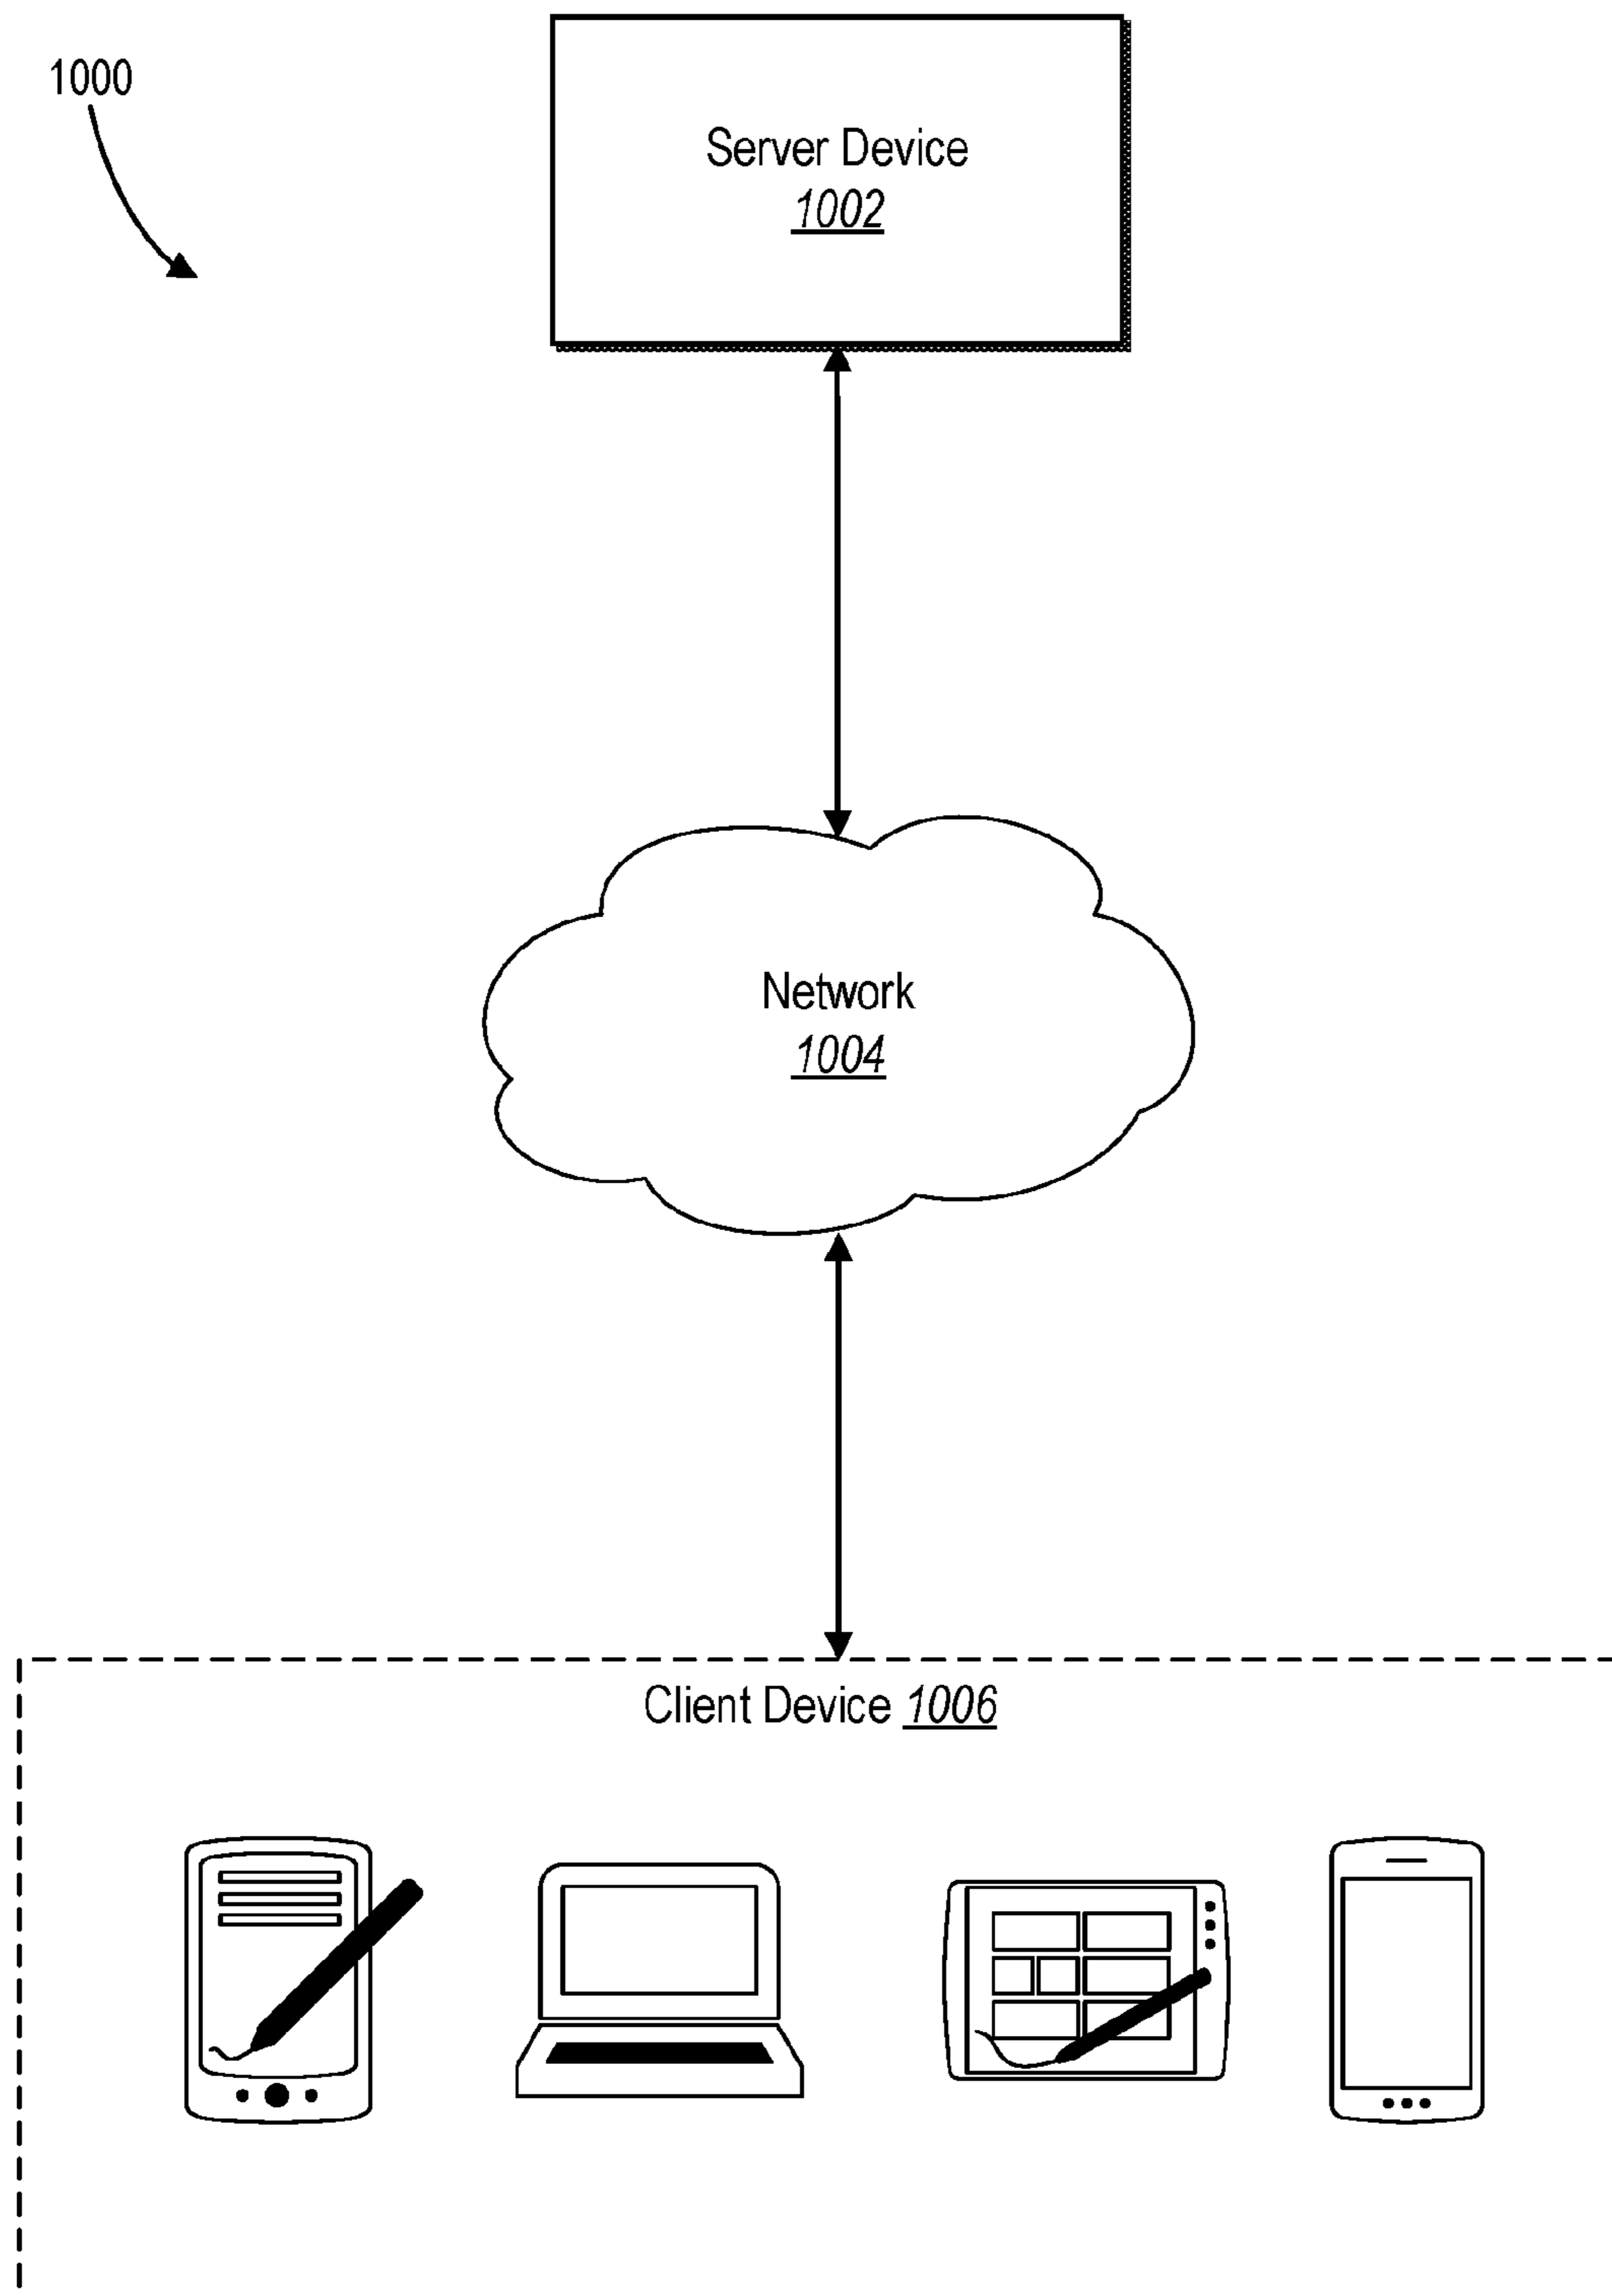 1000
Server Device
1002
Network
1004
Client Device 1006